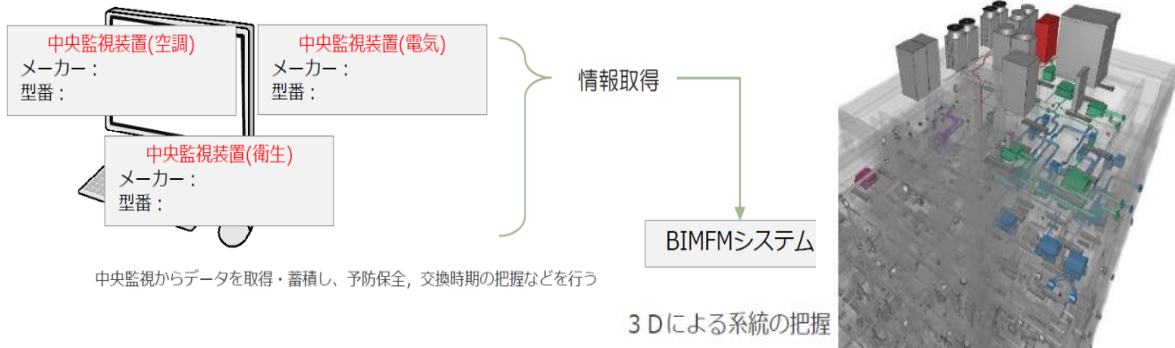 中央監視装置(空調)
メーカー：
型番：
中央監視装置(電気)
メーカー：
型番：
中央監視装置(衛生)
メーカー：
型番：
情報取得
BIMFMシステム
中央監視からデータを取得・蓄積し、予防保全，交換時期の把握などを行う
３Ｄによる系統の把握